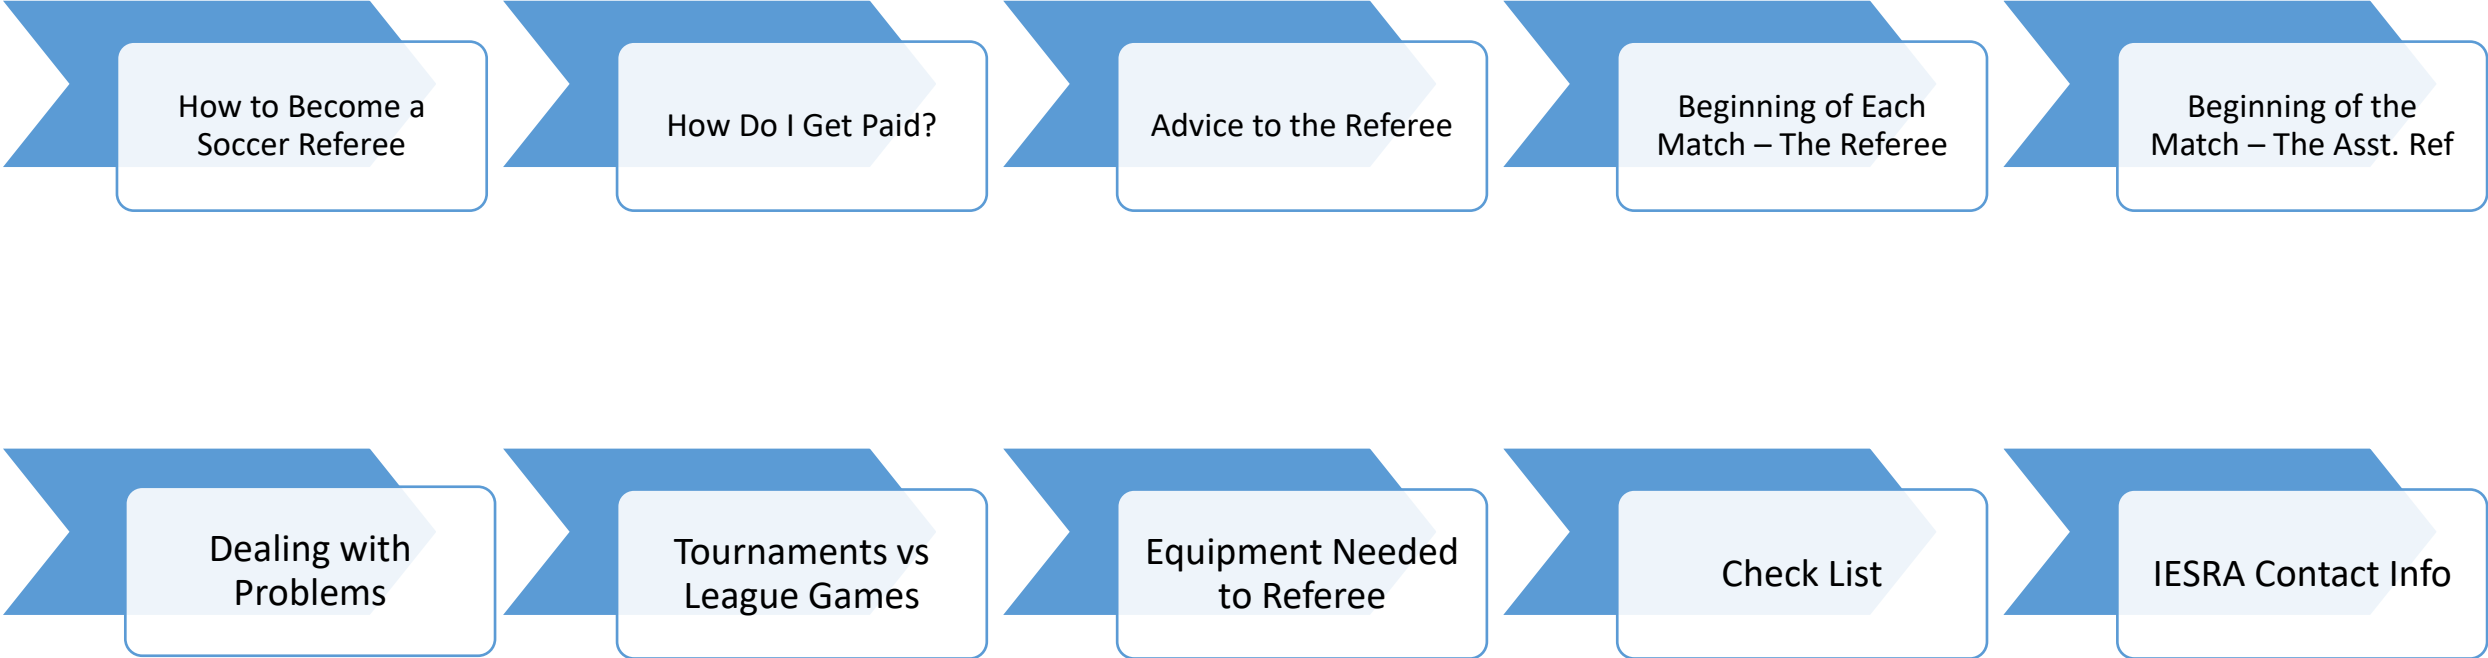 How to Become a
Soccer Referee
How Do I Get Paid?
Advice to the Referee
Beginning of Each
Match – The Referee
Beginning of the
Match – The Asst. Ref
Dealing with
Problems
Tournaments vs
League Games
Equipment Needed
to Referee
Check List
IESRA Contact Info